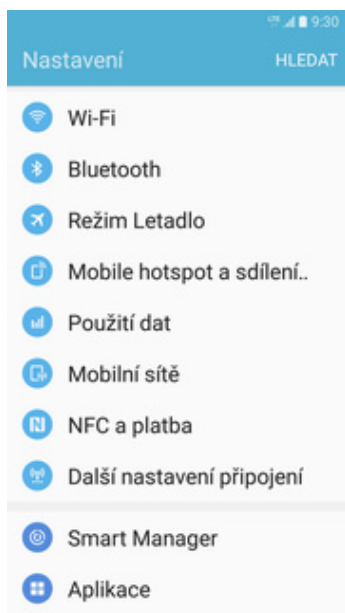 9:30
Nastavení HLEDAT
Wi-Fi
Bluetooth
Režim Letadlo
Mobile hotspot a sdílení..
Použití dat
Mobilní sítě
NFC a platba
Další nastavení připojení
Smart Manager
Aplikace